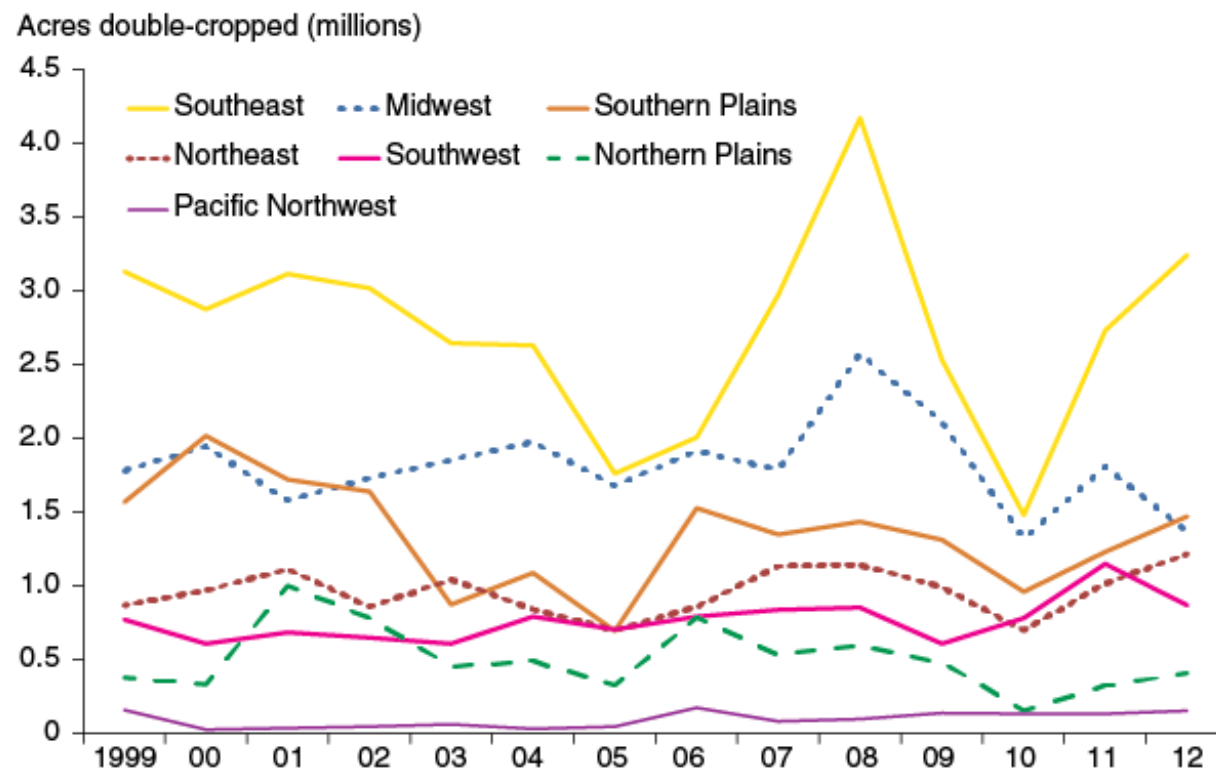 Acres double-cropped (millions)
4.5
4.0
3.5
3.0
2.5
2.0
1.5
1.0
0.5
0
Southeast Midwest Southern Plains
Northeast Southwest Northern Plains
Pacific Northwest
1999 00 01 02 03 04 05 06 07 08 09 10 11 12